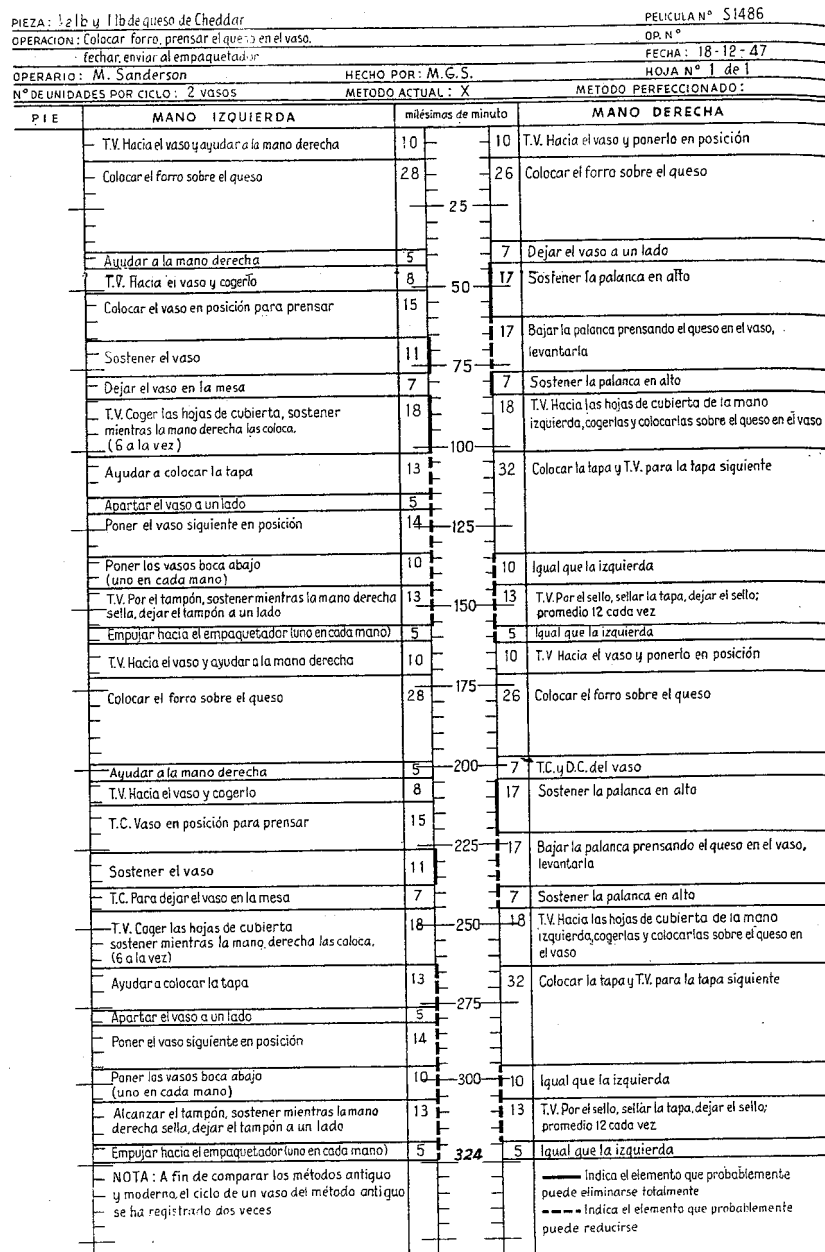 PIEZA: ½ lb y 1 lb de queso de Cheddar PELICULA Nº S1486
OPERACION: Colocar forro, prensar el queso en el vaso. OP. Nº
fechar, enviar al empaquetador FECHA: 18-12-47
OPERARIO: M. Sanderson HECHO POR: M.G.S. HOJA Nº 1 de 1
Nº DE UNIDADES POR CICLO: 2 vasos METODO ACTUAL: X METODO PERFECCIONADO:
PIE MANO IZQUIERDA milésimas de minuto MANO DERECHA
T.V. Hacia el vaso y ayudar a la mano derecha 10 10 T.V. Hacia el vaso y ponerlo en posición
Colocar el forro sobre el queso 28 26 Colocar el forro sobre el queso
25
Ayudar a la mano derecha 5 7 Dejar el vaso a un lado
T.V. Hacia el vaso y cogerlo 8 50 17 Sostener la palanca en alto
Colocar el vaso en posición para prensar 15
17 Bajar la palanca prensando el queso en el vaso,
levantarla
Sostener el vaso 11 75
Dejar el vaso en la mesa 7 7 Sostener la palanca en alto
T.V. Coger las hojas de cubierta, sostener 18 18 T.V. Hacia las hojas de cubierta de la mano
mientras la mano derecha las coloca. izquierda, cogerlas y colocarlas sobre el queso en el vaso
(6 a la vez) 100
Ayudar a colocar la tapa 13 32 Colocar la tapa y T.V. para la tapa siguiente
Apartar el vaso a un lado 5
Poner el vaso siguiente en posición 14 125
Poner los vasos boca abajo 10 10 Igual que la izquierda
(uno en cada mano)
T.V. Por el tampón, sostener mientras la mano derecha 13 150 13 T.V. Por el sello, sellar la tapa, dejar el sello;
sella, dejar el tampón a un lado promedio 12 cada vez
Empujar hacia el empaquetador (uno en cada mano) 5 5 Igual que la izquierda
T.V. Hacia el vaso y ayudar a la mano derecha 10 10 T.V Hacia el vaso y ponerlo en posición
175
Colocar el forro sobre el queso 28 26 Colocar el forro sobre el queso
Ayudar a la mano derecha 5 200 7 T.C. y D.C. del vaso
T.V. Hacia el vaso y cogerlo 8 17 Sostener la palanca en alto
T.C. Vaso en posición para prensar 15
225 17 Bajar la palanca prensando el queso en el vaso,
levantarla
Sostener el vaso 11
T.C. Para dejar el vaso en la mesa 7 7 Sostener la palanca en alto
T.V. Coger las hojas de cubierta 18 250 18 T.V. Hacia las hojas de cubierta de la mano
sostener mientras la mano derecha las coloca. izquierda, cogerlas y colocarlas sobre el queso en
(6 a la vez) el vaso
Ayudar a colocar la tapa 13 32 Colocar la tapa y T.V. para la tapa siguiente
275
Apartar el vaso a un lado 5
Poner el vaso siguiente en posición 14
Poner los vasos boca abajo 10 300 10 Igual que la izquierda
(uno en cada mano)
Alcanzar el tampón, sostener mientras la mano 13 13 T.V. Por el sello, sellar la tapa, dejar el sello;
derecha sella, dejar el tampón a un lado promedio 12 cada vez
Empujar hacia el empaquetador (uno en cada mano) 5 324 5 Igual que la izquierda
NOTA: A fin de comparar los métodos antiguo Indica el elemento que probablemente
y moderno, el ciclo de un vaso del método antiguo puede eliminarse totalmente
se ha registrado dos veces Indica el elemento que probablemente
puede reducirse